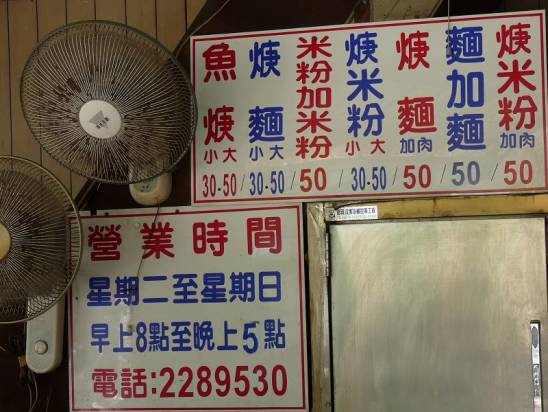 魚焿 小大
焿麵 小大
米粉加米粉
焿米粉 小大
焿麵 加肉
麵加麵
焿米粉 加肉
30-50/30-50/50/30-50/50/50/50
營業時間
星期二至星期日
早上8點至晚上5點
電話:2289530